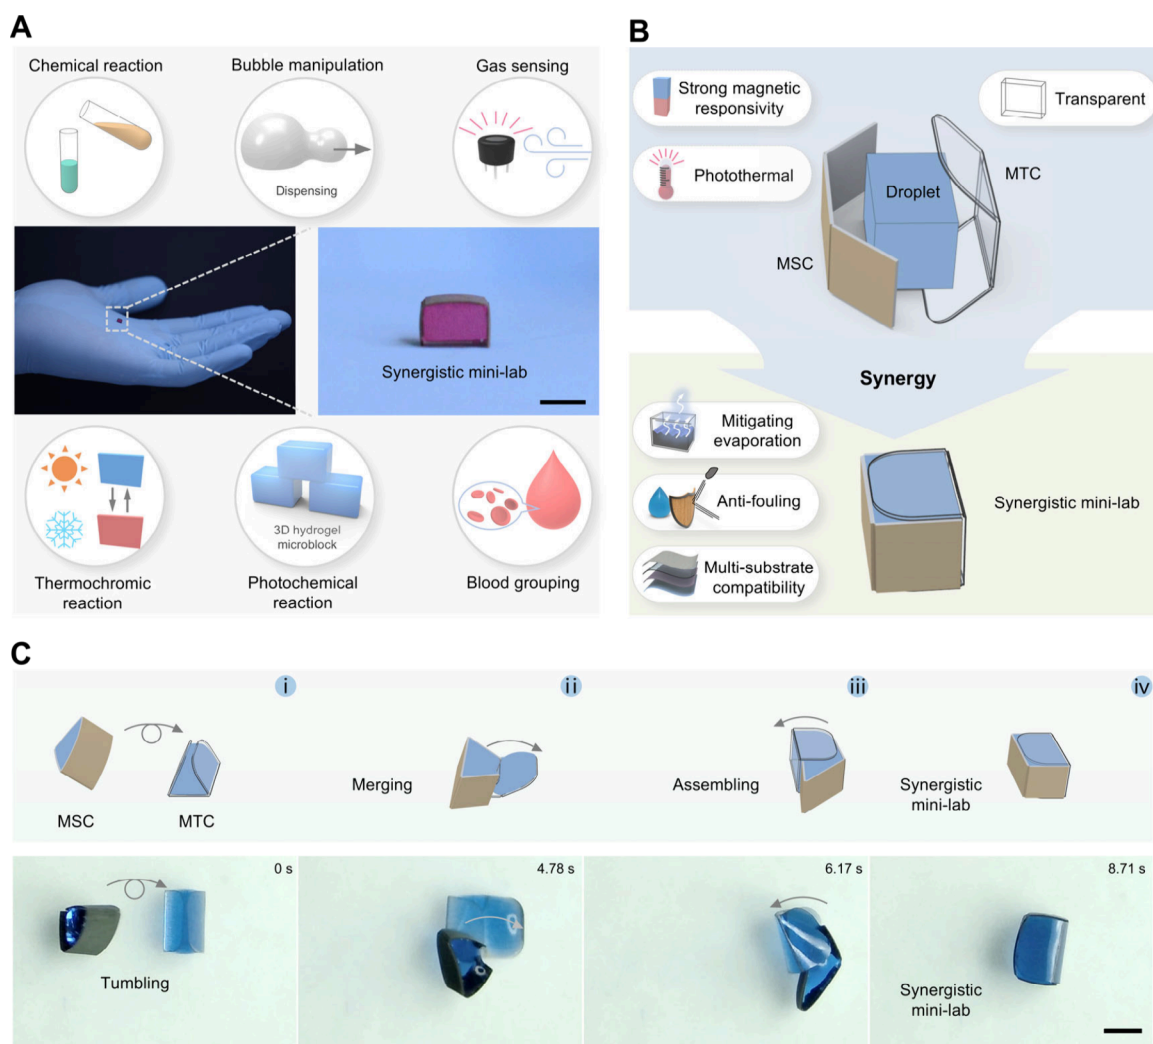 A
Chemical reaction
Bubble manipulation
Gas sensing
Dispensing
Synergistic mini-lab
3D hydrogel
microblock
Thermochromic
reaction
Photochemical
reaction
Blood grouping
B
Strong magnetic
responsivity
Transparent
Photothermal
Droplet
MTC
MSC
Synergy
Mitigating
evaporation
Anti-fouling
Synergistic mini-lab
Multi-substrate
compatibility
C
i
ii
iii
iv
MSC
MTC
Merging
Assembling
Synergistic
mini-lab
0 s
4.78 s
6.17 s
8.71 s
Tumbling
Synergistic
mini-lab